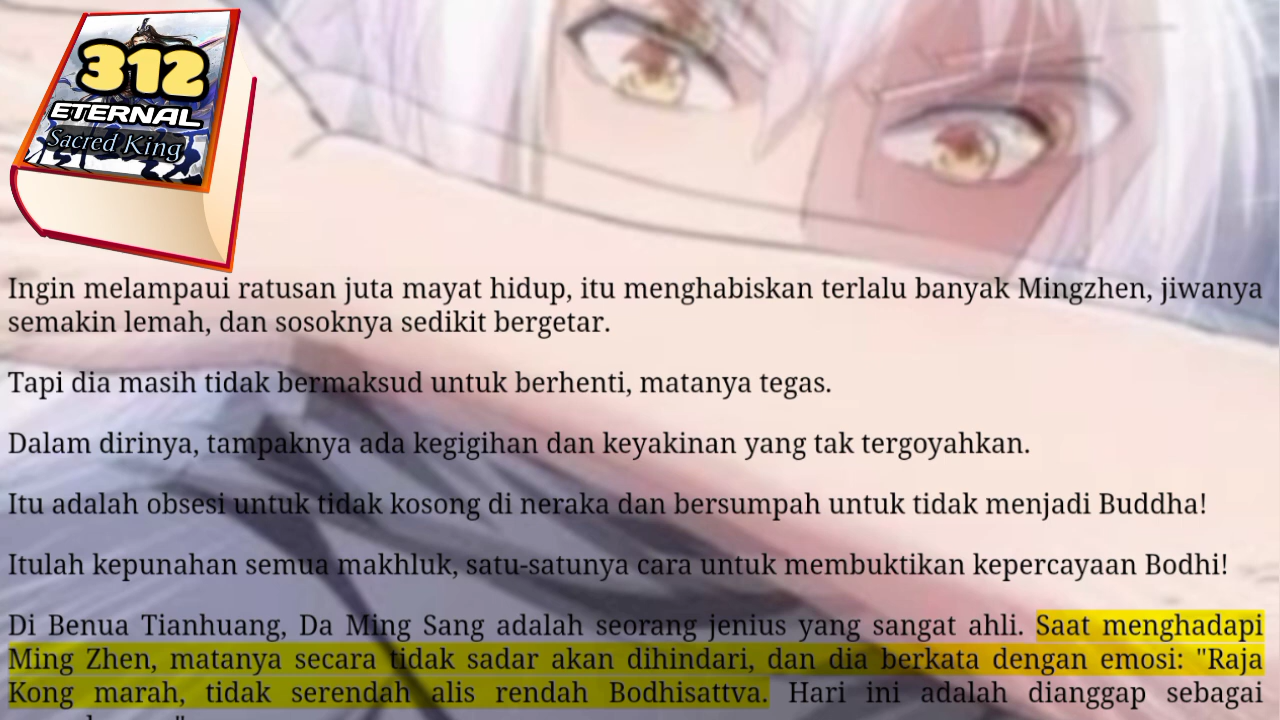 312
ETERNAL
Sacred King
Ingin melampaui ratusan juta mayat hidup, itu menghabiskan terlalu banyak Mingzhen, jiwanya
semakin lemah, dan sosoknya sedikit bergetar.
Tapi dia masih tidak bermaksud untuk berhenti, matanya tegas.
Dalam dirinya, tampaknya ada kegigihan dan keyakinan yang tak tergoyahkan.
Itu adalah obsesi untuk tidak kosong di neraka dan bersumpah untuk tidak menjadi Buddha!
Itulah kepunahan semua makhluk, satu-satunya cara untuk membuktikan kepercayaan Bodhi!
Di Benua Tianhuang, Da Ming Sang adalah seorang jenius yang sangat ahli. Saat menghadapi
Ming Zhen, matanya secara tidak sadar akan dihindari, dan dia berkata dengan emosi: "Raja
Kong marah, tidak serendah alis rendah Bodhisattva. Hari ini adalah dianggap sebagai